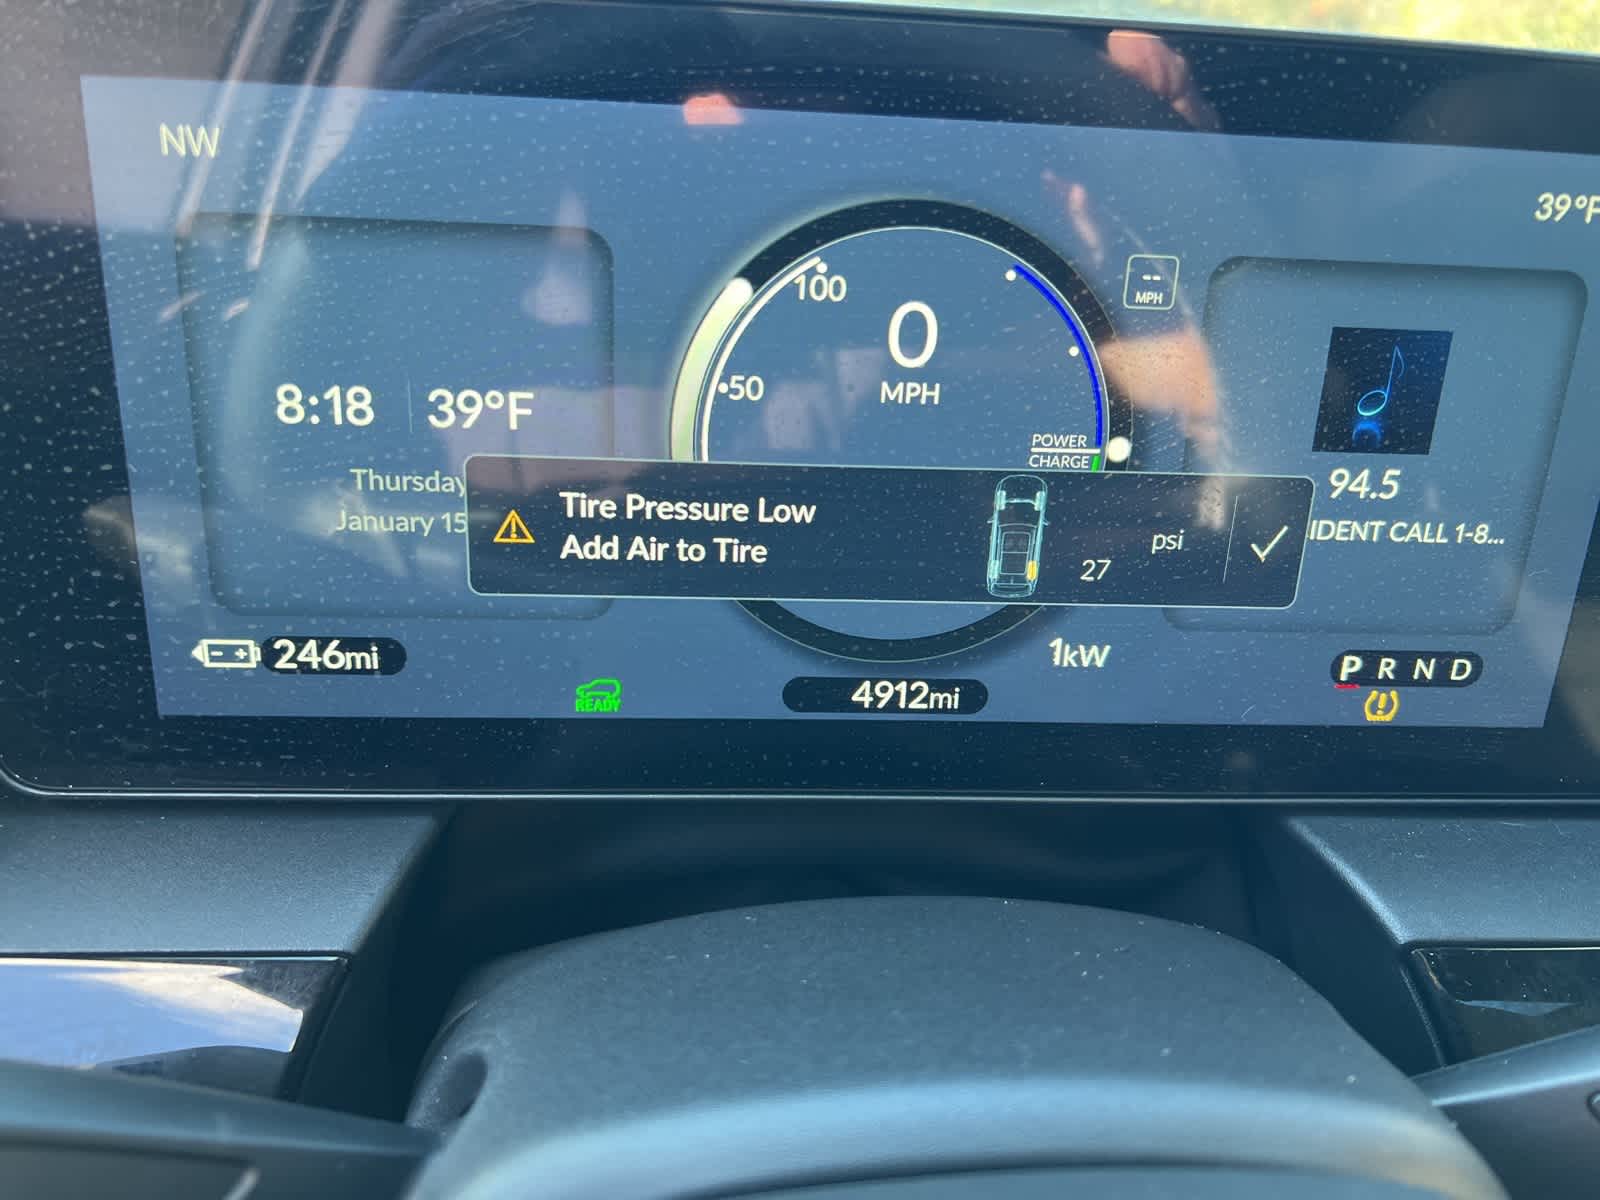 NW
39°F
100
50
0
MPH
--
MPH
8:18
39°F
Thursday
January 15
POWER
CHARGE
Tire Pressure Low
Add Air to Tire
psi
27
94.5
IDENT CALL 1-8...
246mi
1kW
READY
4912mi
P R N D